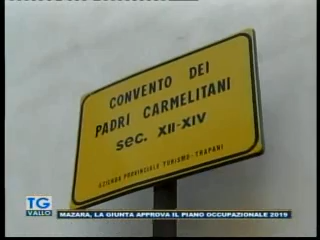 CONVENTO DEI
PADRI CARMELITANI
sec. XII-XIV
AZIENDA PROVINCIALE TURISMO-TRAPANI
TG
VALLO
MAZARA, LA GIUNTA APPROVA IL PIANO OCCUPAZIONALE 2019